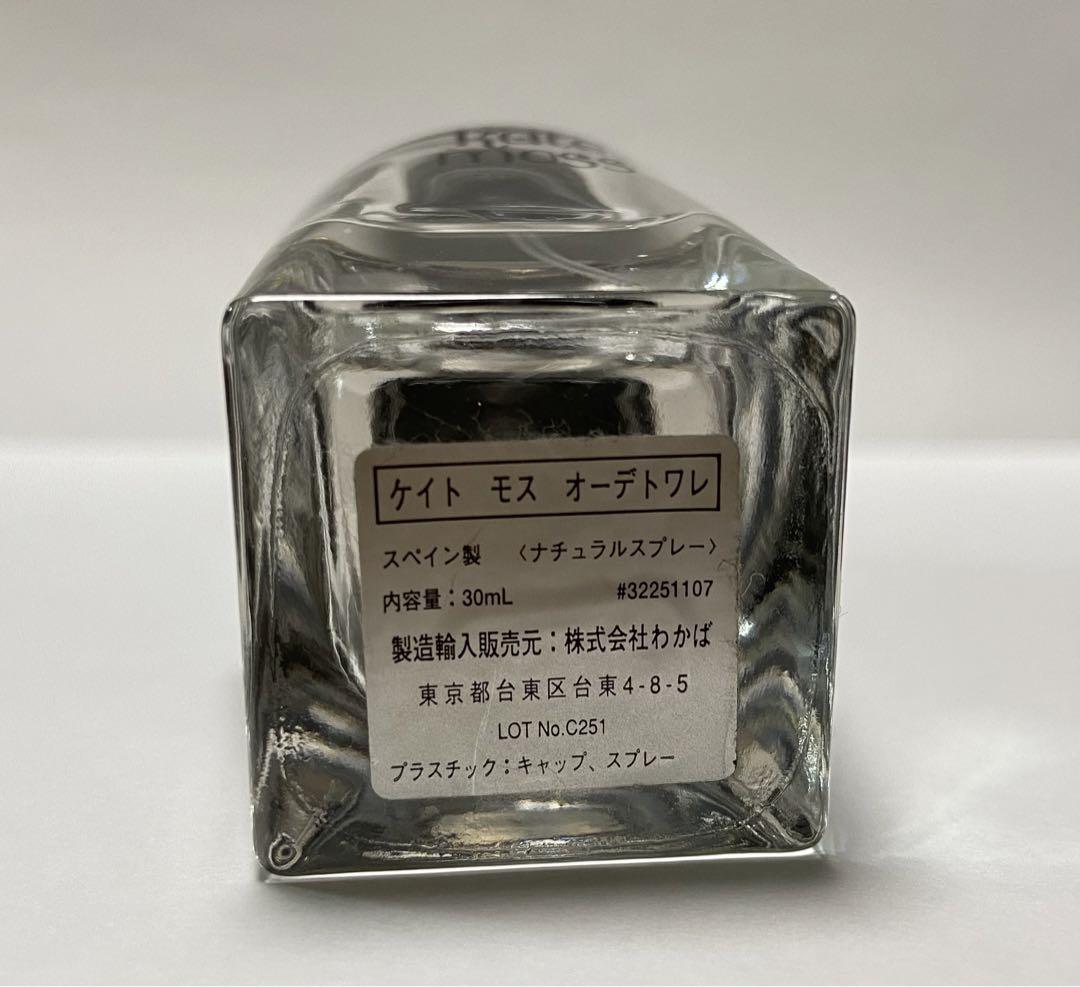 kate
moss
ケイト モス オーデトワレ
スペイン製 〈ナチュラルスプレー〉
内容量：30mL #32251107
製造輸入販売元：株式会社わかば
東京都台東区台東4-8-5
LOT No.C251
プラスチック：キャップ、スプレー